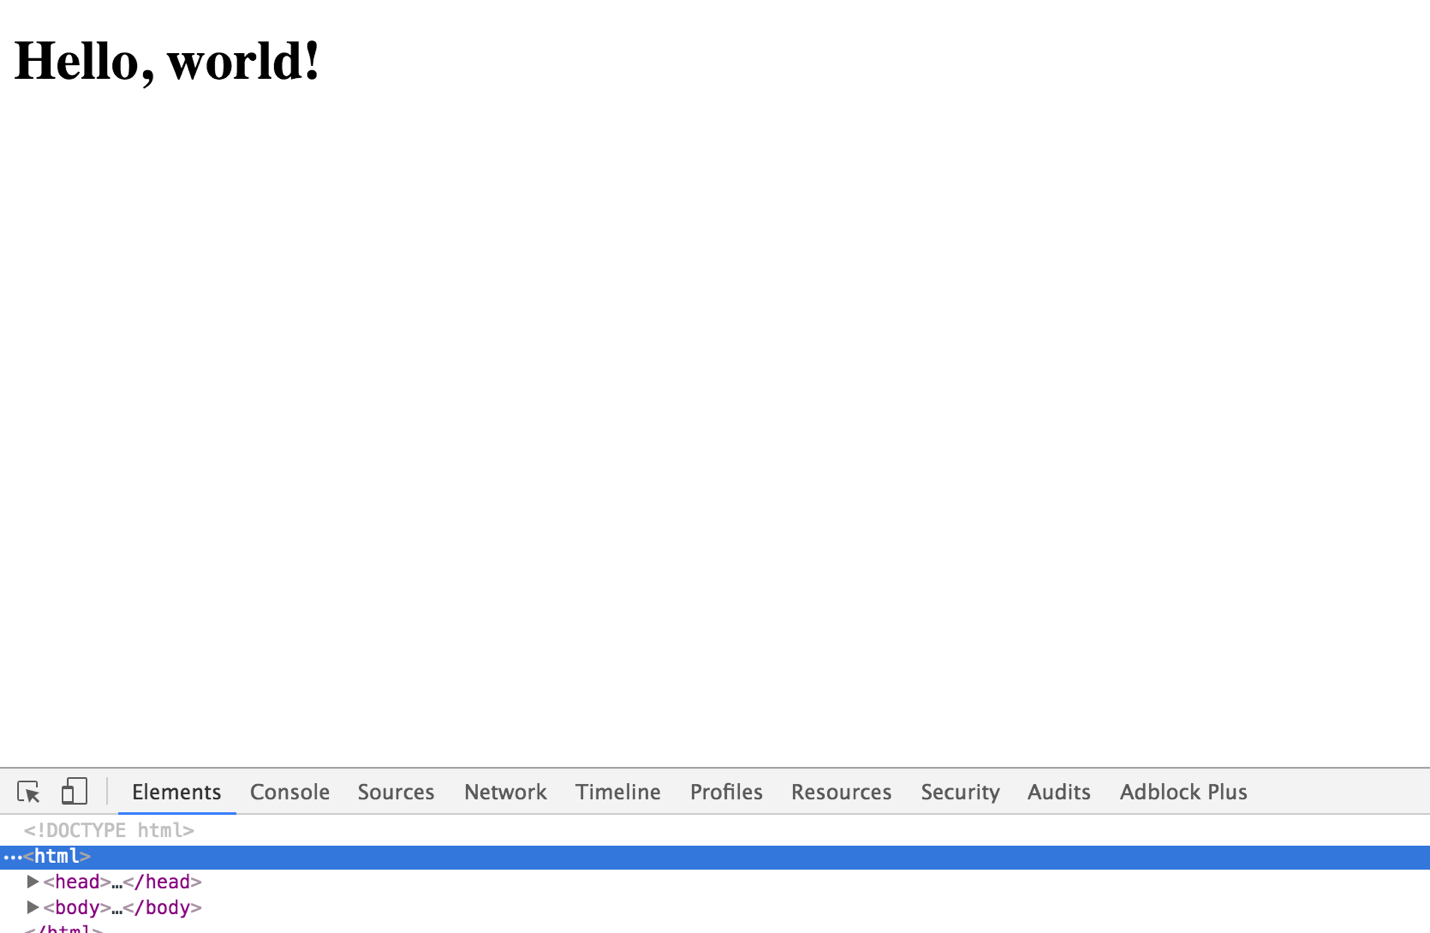 Hello, world!
Elements Console Sources Network Timeline Profiles Resources Security Audits Adblock Plus
<!DOCTYPE html>
…<html>
▶<head>…</head>
▶<body>…</body>
</html>